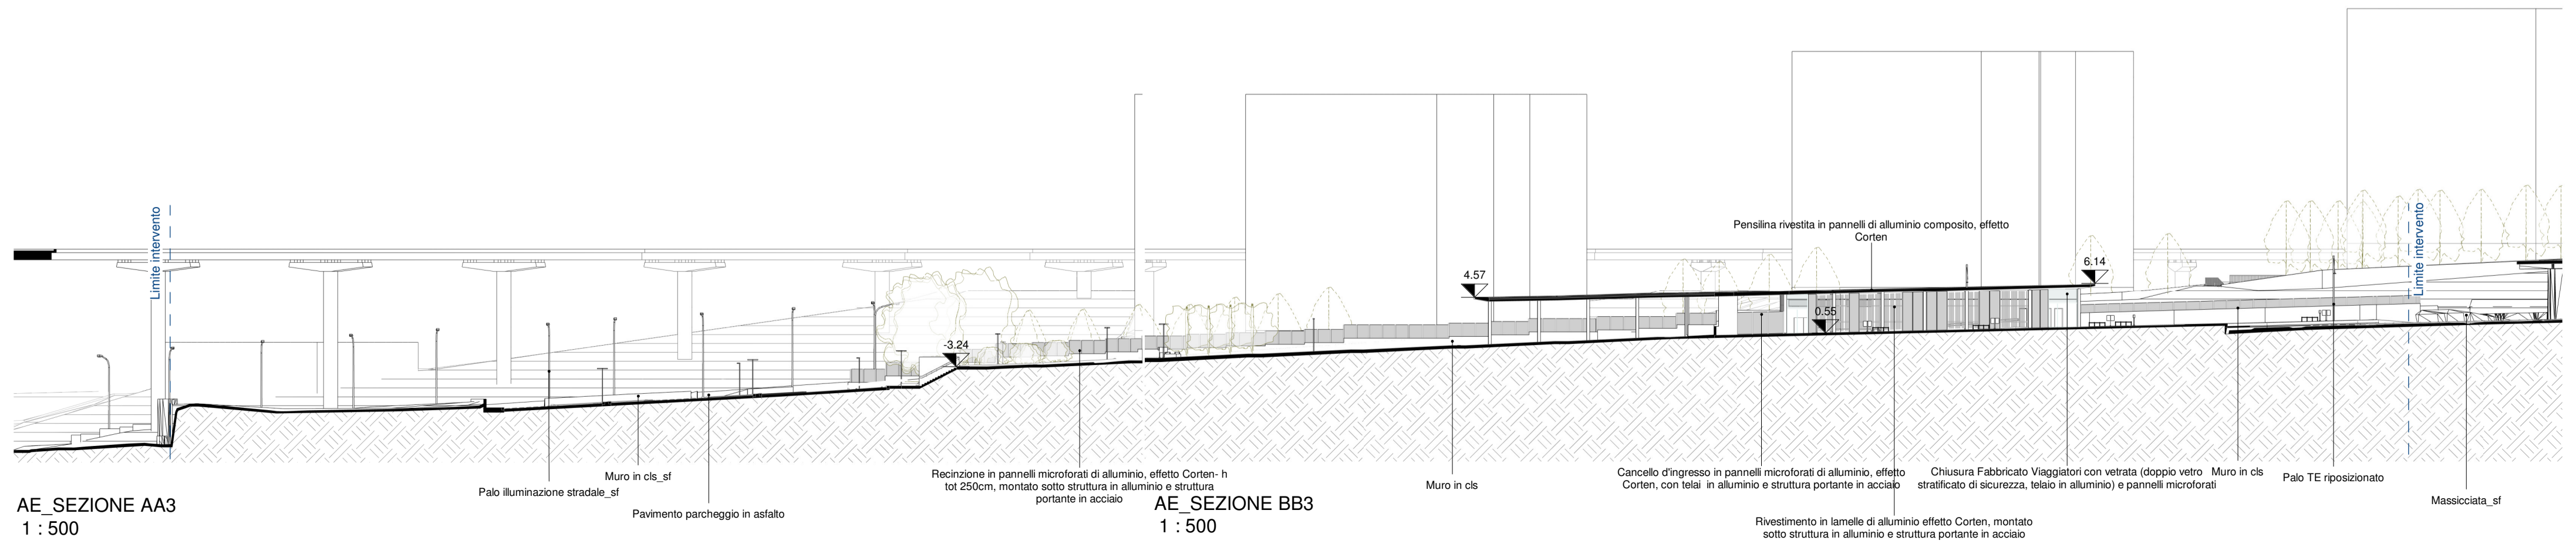 Limite intervento
-3.24
Palo illuminazione stradale_sf
Muro in cls_sf
Pavimento parcheggio in asfalto
Recinzione in pannelli microforati di alluminio, effetto Corten- h
tot 250cm, montato sotto struttura in alluminio e struttura
portante in acciaio
AE_SEZIONE AA3
1 : 500
Pensilina rivestita in pannelli di alluminio composito, effetto
Corten
4.57
6.14
0.55
Limite intervento
Muro in cls
Cancello d'ingresso in pannelli microforati di alluminio, effetto
Corten, con telai in alluminio e struttura portante in acciaio
Rivestimento in lamelle di alluminio effetto Corten, montato
sotto struttura in alluminio e struttura portante in acciaio
Chiusura Fabbricato Viaggiatori con vetrata (doppio vetro
stratificato di sicurezza, telaio in alluminio) e pannelli microforati
Muro in cls
Palo TE riposizionato
Massicciata_sf
AE_SEZIONE BB3
1 : 500